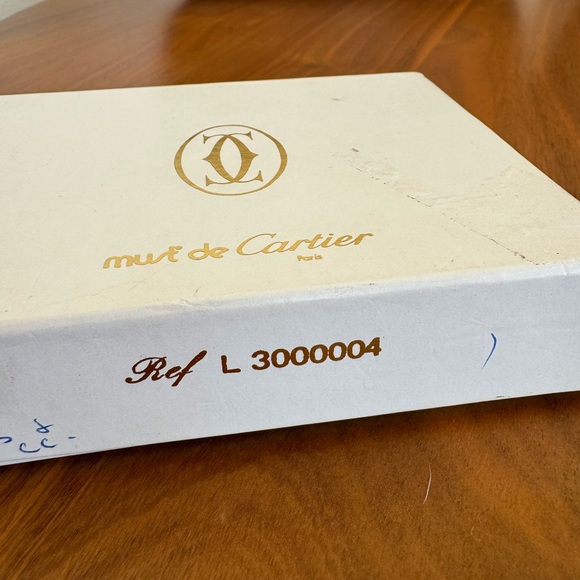 must de Cartier
Paris
Ref L 3000004